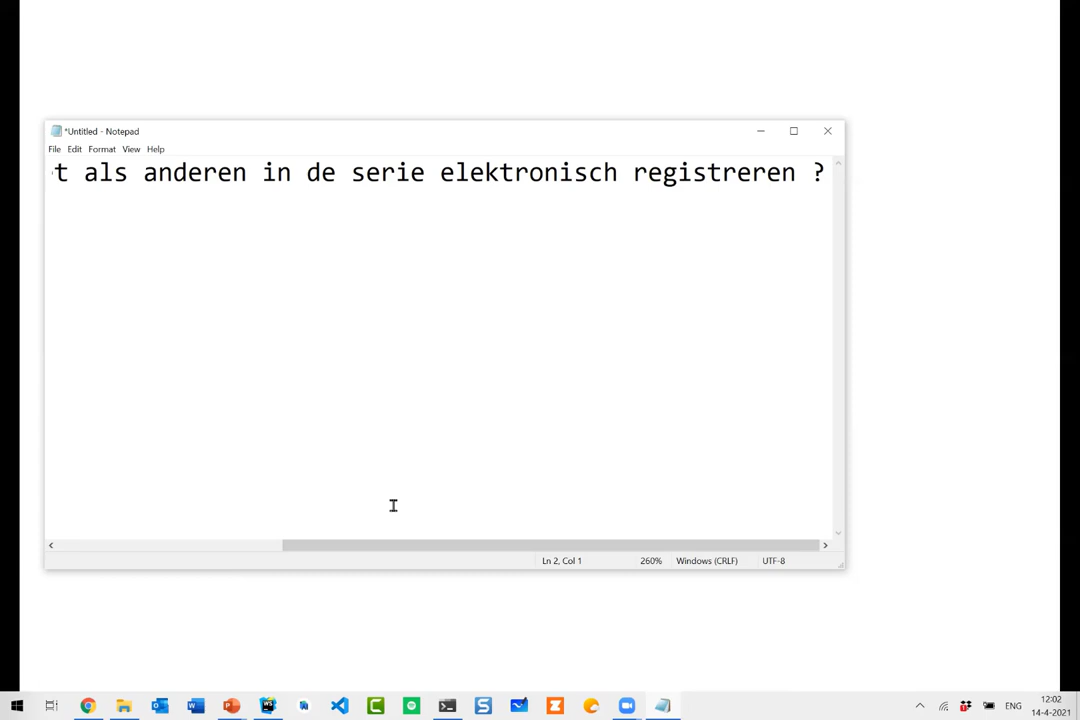 *Untitled - Notepad
File Edit Format View Help
t als anderen in de serie elektronisch registreren ?
Ln 2, Col 1 260% Windows (CRLF) UTF-8
ENG
12:02
14-4-2021